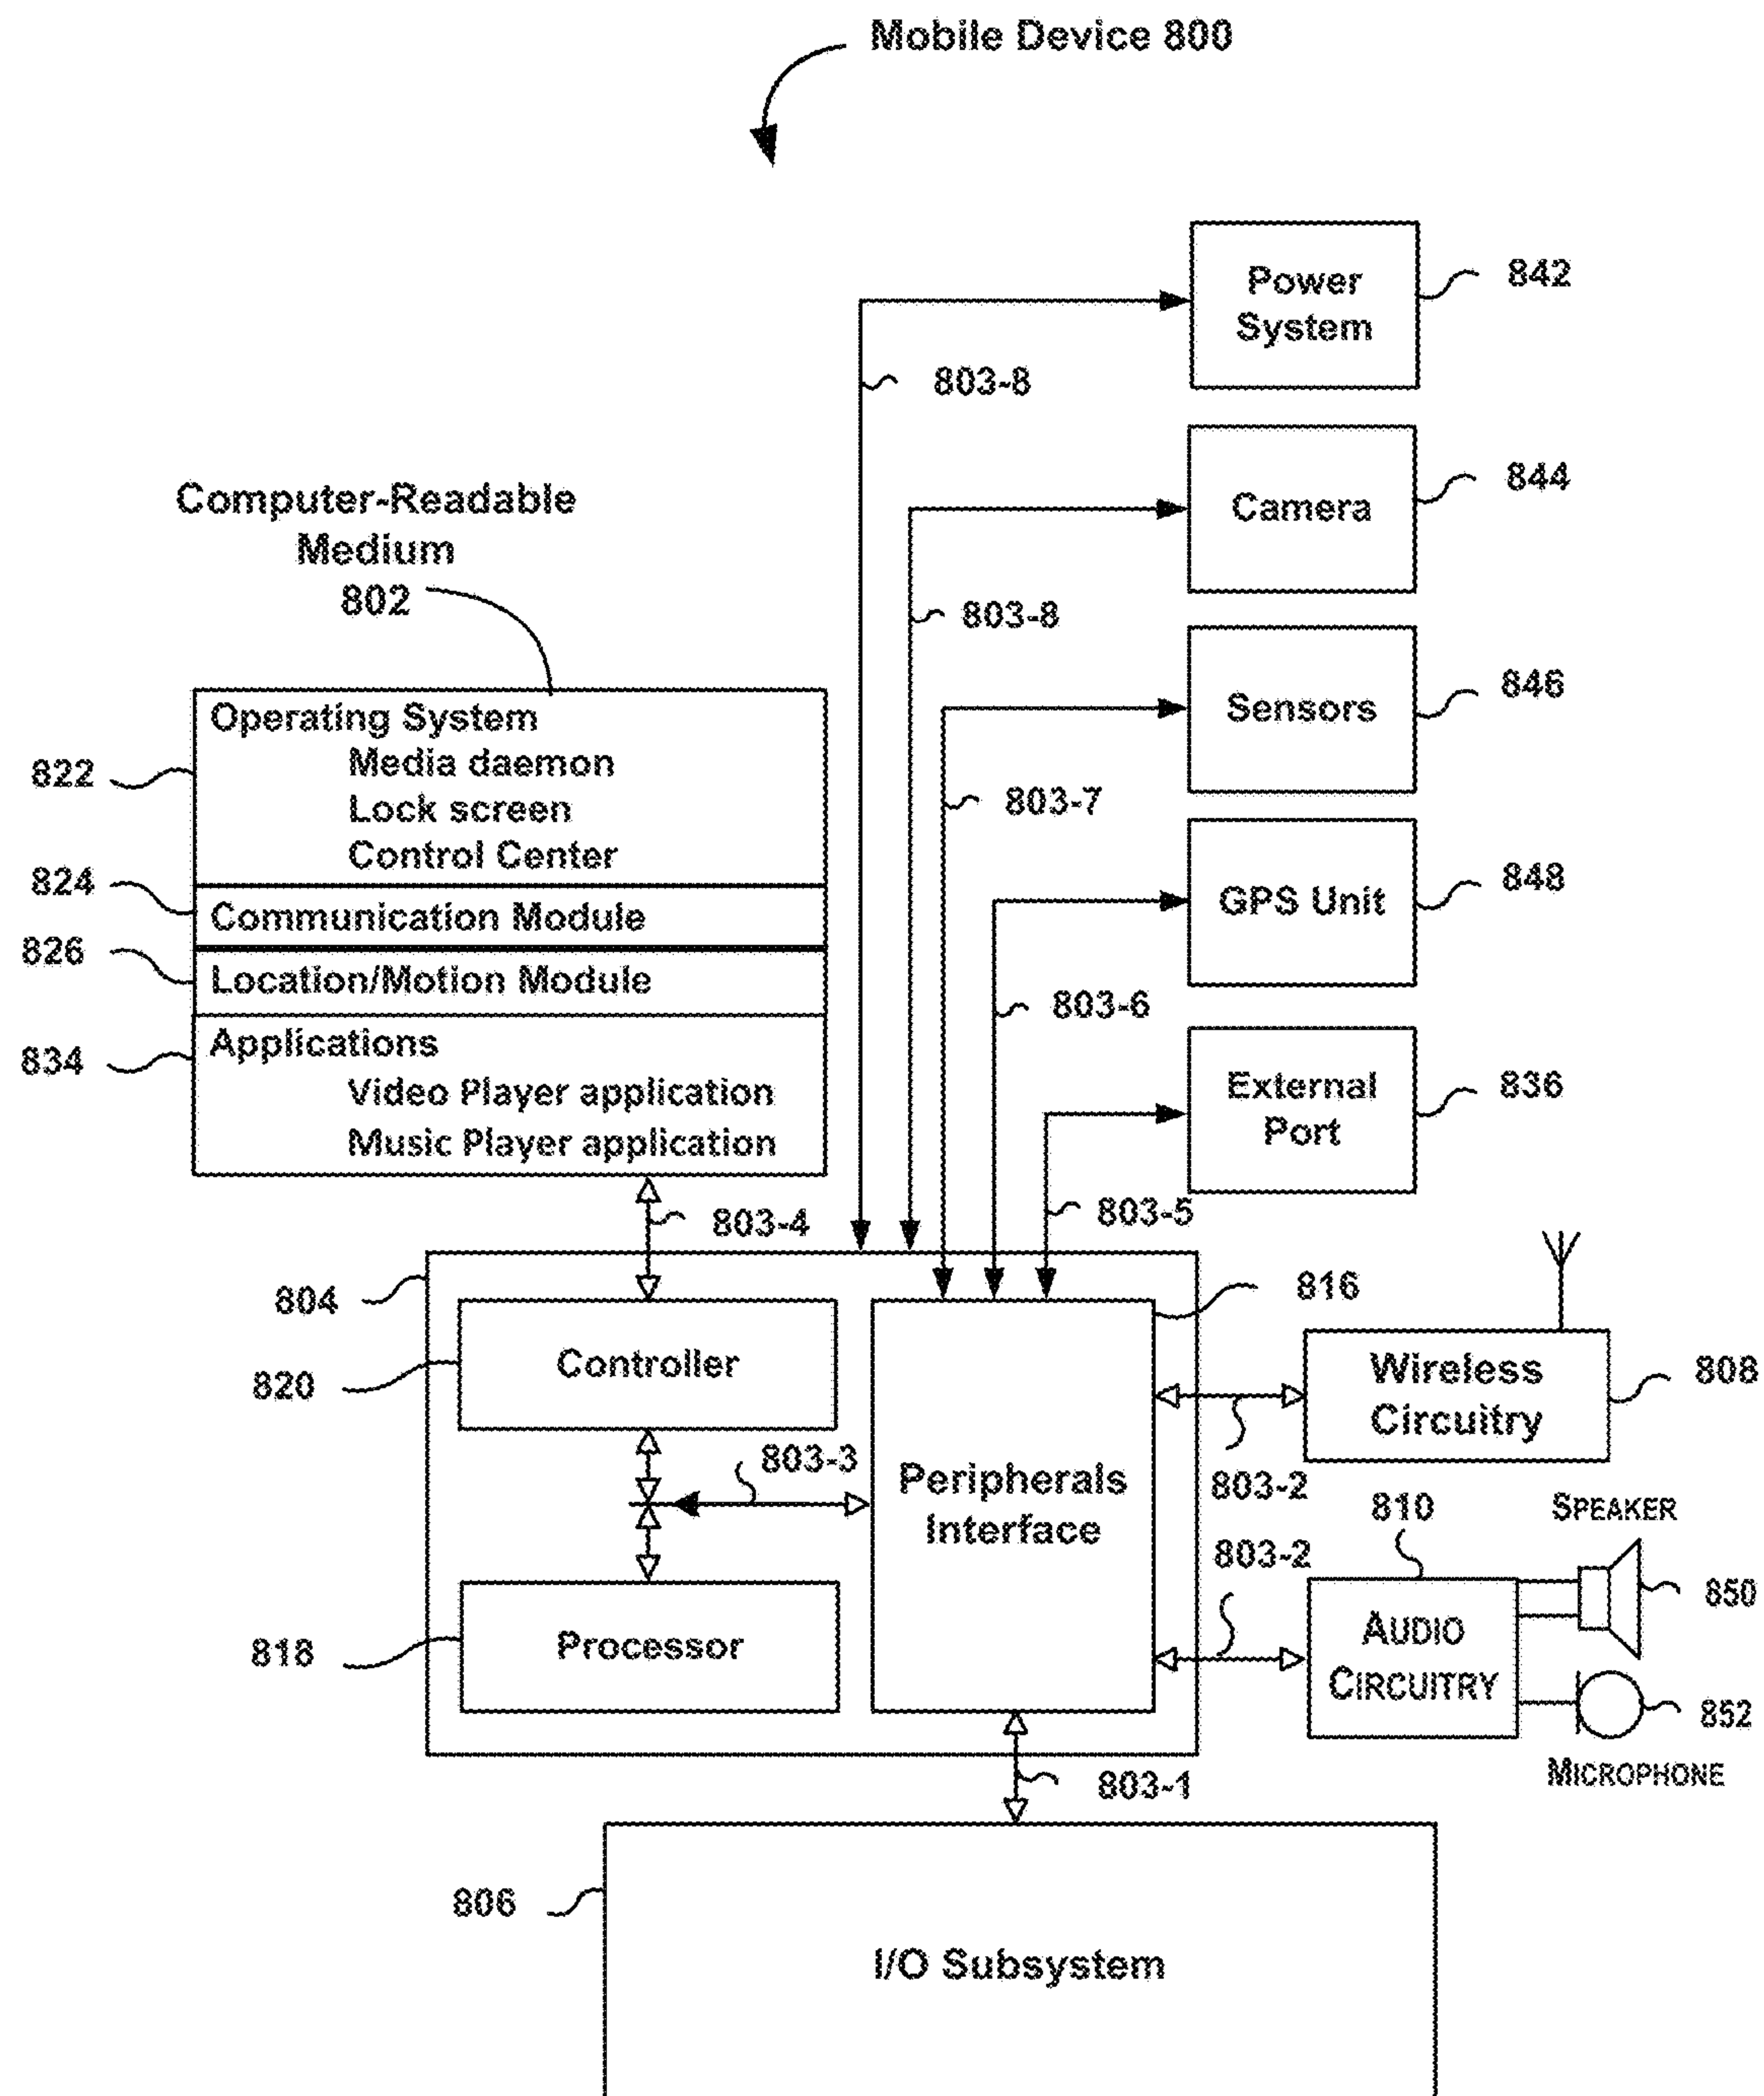 Mobile Device 800
Power
System
842
803-8
Camera
844
Computer-Readable
Medium
802
803-8
Sensors
846
Operating System
Media daemon
Lock screen
Control Center
822
803-7
824
Communication Module
GPS Unit
848
826
Location/Motion Module
803-6
834
Applications
Video Player application
Music Player application
External
Port
836
803-4
803-5
804
816
820
Controller
Wireless
Circuitry
808
803-3
Peripherals
Interface
803-2
810
SPEAKER
803-2
850
818
Processor
AUDIO
CIRCUITRY
852
MICROPHONE
803-1
806
I/O Subsystem